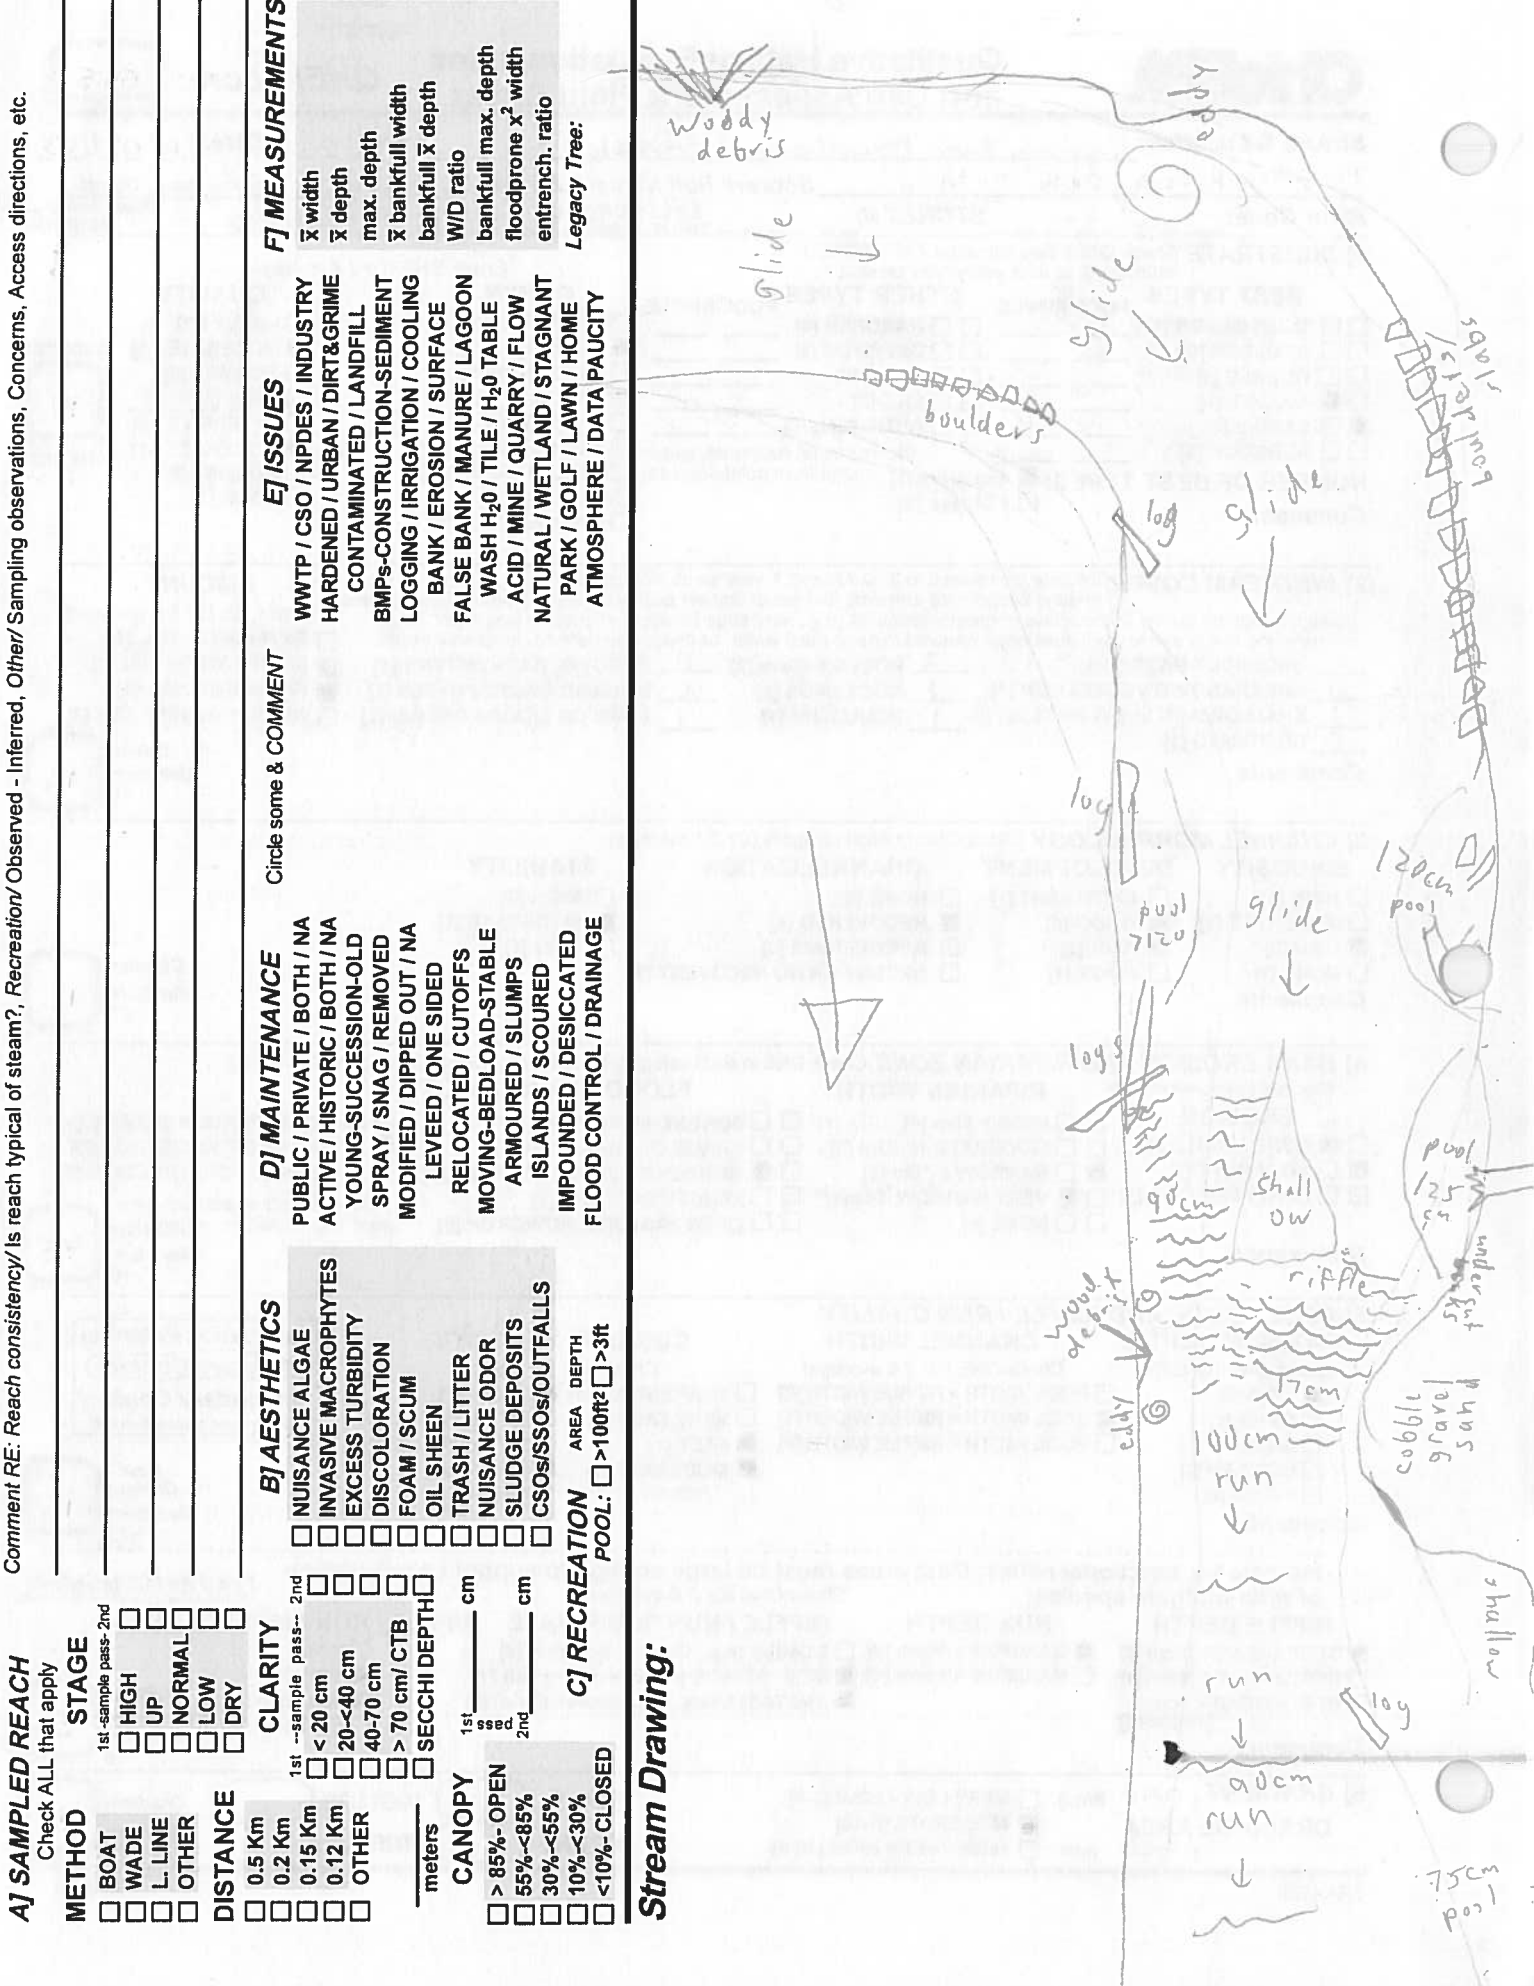 Comment RE: Reach consistency/ Is reach typical of steam?, Recreation/ Observed - Inferred, Other/ Sampling observations, Concerns, Access directions, etc.
A] SAMPLED REACH
Check ALL that apply
METHOD
BOAT
WADE
L. LINE
OTHER
DISTANCE
0.5 Km
0.2 Km
0.15 Km
0.12 Km
OTHER
meters
CANOPY
> 85%- OPEN
55%-<85%
30%-<55%
10%-<30%
<10%- CLOSED
STAGE
1st -sample pass- 2nd
HIGH
UP
NORMAL
LOW
DRY
CLARITY
1st --sample pass-- 2nd
< 20 cm
20-<40 cm
40-70 cm
> 70 cm/ CTB
SECCHI DEPTH
1st cm
pass
2nd cm
C] RECREATION
AREA DEPTH
POOL: >100ft2 >3ft
B] AESTHETICS
NUISANCE ALGAE
INVASIVE MACROPHYTES
EXCESS TURBIDITY
DISCOLORATION
FOAM / SCUM
OIL SHEEN
TRASH / LITTER
NUISANCE ODOR
SLUDGE DEPOSITS
CSOs/SSOs/OUTFALLS
D] MAINTENANCE
PUBLIC / PRIVATE / BOTH / NA
ACTIVE / HISTORIC / BOTH / NA
YOUNG-SUCCESSION-OLD
SPRAY / SNAG / REMOVED
MODIFIED / DIPPED OUT / NA
LEVEED / ONE SIDED
RELOCATED / CUTOFFS
MOVING-BEDLOAD-STABLE
ARMOURED / SLUMPS
ISLANDS / SCOURED
IMPOUNDED / DESICCATED
FLOOD CONTROL / DRAINAGE
Circle some & COMMENT
E] ISSUES
WWTP / CSO / NPDES / INDUSTRY
HARDENED / URBAN / DIRT&GRIME
CONTAMINATED / LANDFILL
BMPs-CONSTRUCTION-SEDIMENT
LOGGING / IRRIGATION / COOLING
BANK / EROSION / SURFACE
FALSE BANK / MANURE / LAGOON
WASH H20 / TILE / H20 TABLE
ACID / MINE / QUARRY / FLOW
NATURAL / WETLAND / STAGNANT
PARK / GOLF / LAWN / HOME
ATMOSPHERE / DATA PAUCITY
F] MEASUREMENTS
x̄ width
x̄ depth
max. depth
x̄ bankfull width
bankfull x̄ depth
W/D ratio
bankfull max. depth
floodprone x² width
entrench. ratio
Legacy Tree:
Stream Drawing:
Woody
debris
Glide
boulders
glide
eddy
boulder/
slabs
log
glide
log
pool
>120
glide
120cm
pool
logs
90cm
shall
ow
pool
125
cm
undercut
banks
riffle
wood
debris
eddy
17cm
cobble
gravel
sand
100cm
run
run
shallow
log
90cm
run
75cm
pool